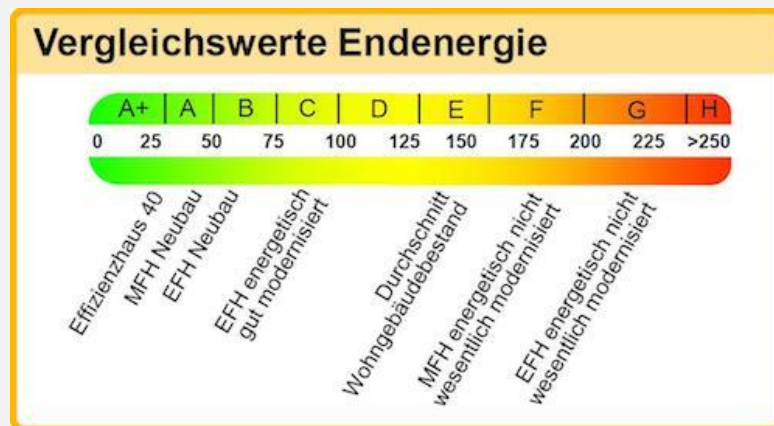 Vergleichswerte Endenergie
A+ A B C D E F G H
0 25 50 75 100 125 150 175 200 225 >250
Effizienzhaus 40
MFH Neubau
EFH Neubau
EFH energetisch
gut modernisiert
Durchschnitt
Wohngebäudebestand
MFH energetisch nicht
wesentlich modernisiert
EFH energetisch nicht
wesentlich modernisiert